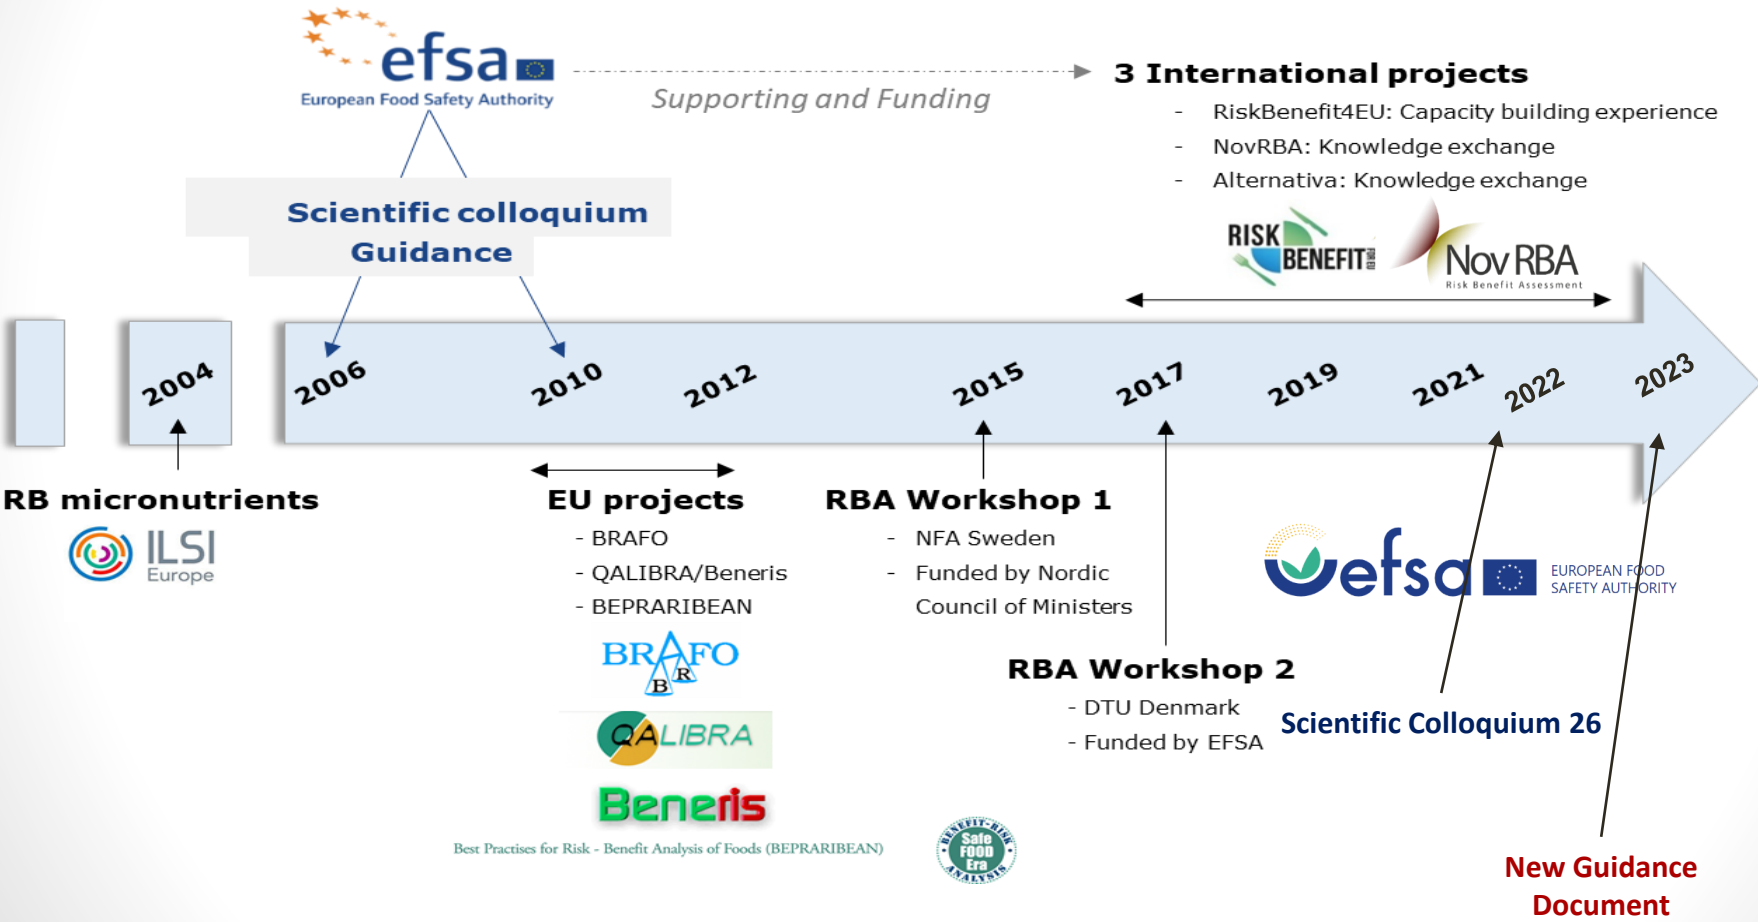 efsa
European Food Safety Authority
Supporting and Funding
3 International projects
- RiskBenefit4EU: Capacity building experience
- NovRBA: Knowledge exchange
- Alternativa: Knowledge exchange
Scientific colloquium
Guidance
RISK
BENEFIT
FOR EU
Nov RBA
Risk Benefit Assessment
2004
2006
2010
2012
2015
2017
2019
2021
2022
2023
RB micronutrients
ILSI
Europe
EU projects
- BRAFO
- QALIBRA/Beneris
- BEPRARIBEAN
BRAFO
B R
QALIBRA
Beneris
Best Practises for Risk - Benefit Analysis of Foods (BEPRARIBEAN)
BENEFIT-RISK
Safe
FOOD
Era
ANALYSIS
RBA Workshop 1
- NFA Sweden
- Funded by Nordic
Council of Ministers
RBA Workshop 2
- DTU Denmark
- Funded by EFSA
efsa
EUROPEAN FOOD
SAFETY AUTHORITY
Scientific Colloquium 26
New Guidance
Document